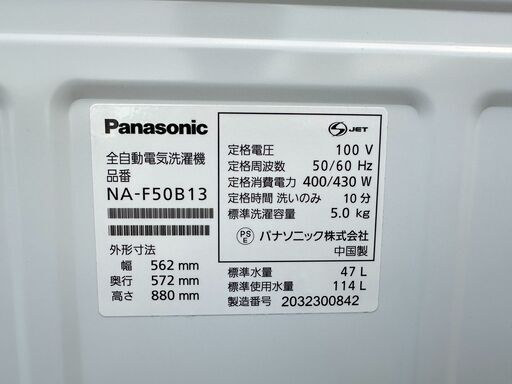 Panasonic
全自動電気洗濯機
品番
NA-F50B13
外形寸法
幅 562 mm
奥行 572 mm
高さ 880 mm
S JET
定格電圧 100 V
定格周波数 50/60 Hz
定格消費電力 400/430 W
定格時間 洗いのみ 10 分
標準洗濯容量 5.0 kg
PS E パナソニック株式会社
中国製
標準水量 47 L
標準使用水量 114 L
製造番号 2032300842